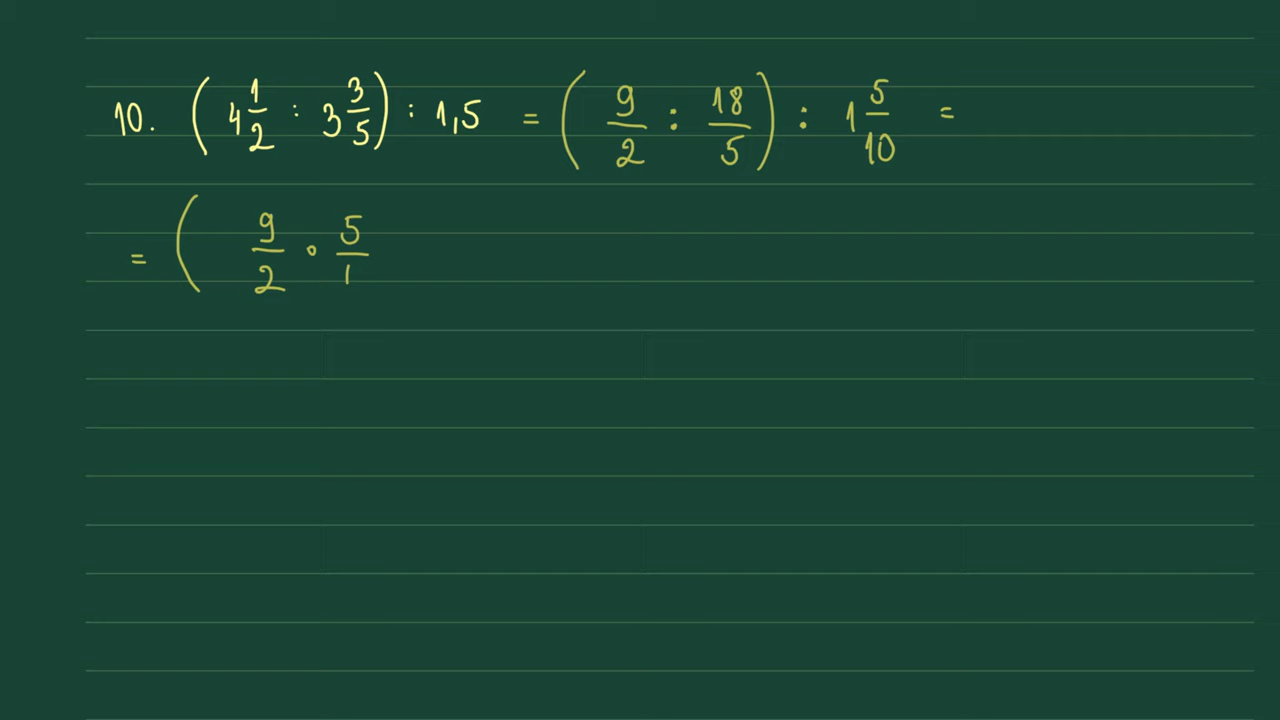 10. (4 1/2 : 3 3/5) : 1,5 = (9/2 : 18/5) : 1 5/10 =
= ( 9/2 · 5/1